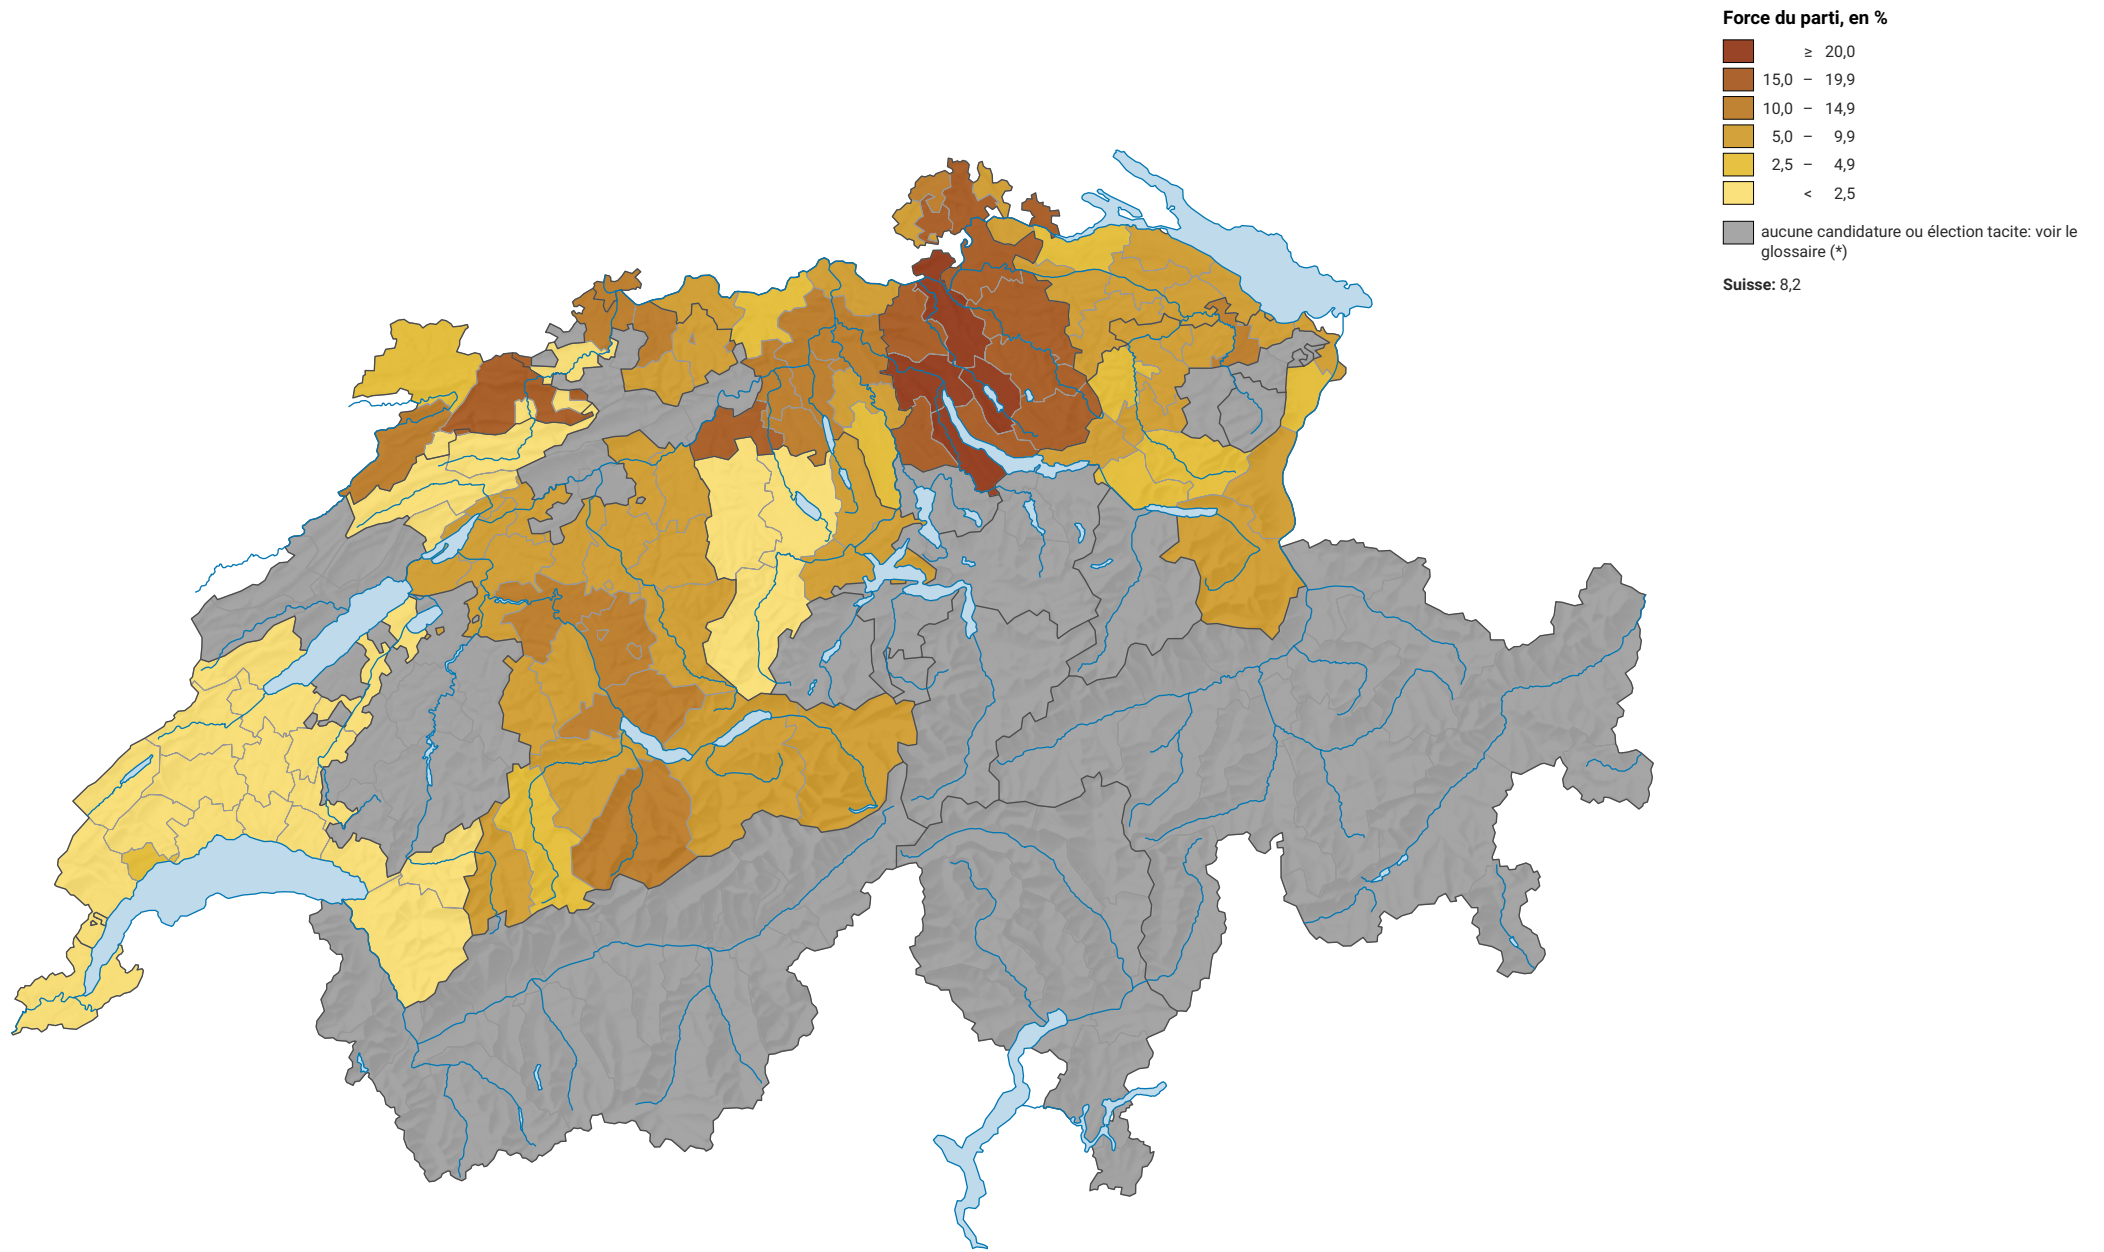 Force du parti, en %
≥ 20,0
15,0 – 19,9
10,0 – 14,9
5,0 – 9,9
2,5 – 4,9
< 2,5
aucune candidature ou élection tacite: voir le
glossaire (*)
Suisse: 8,2